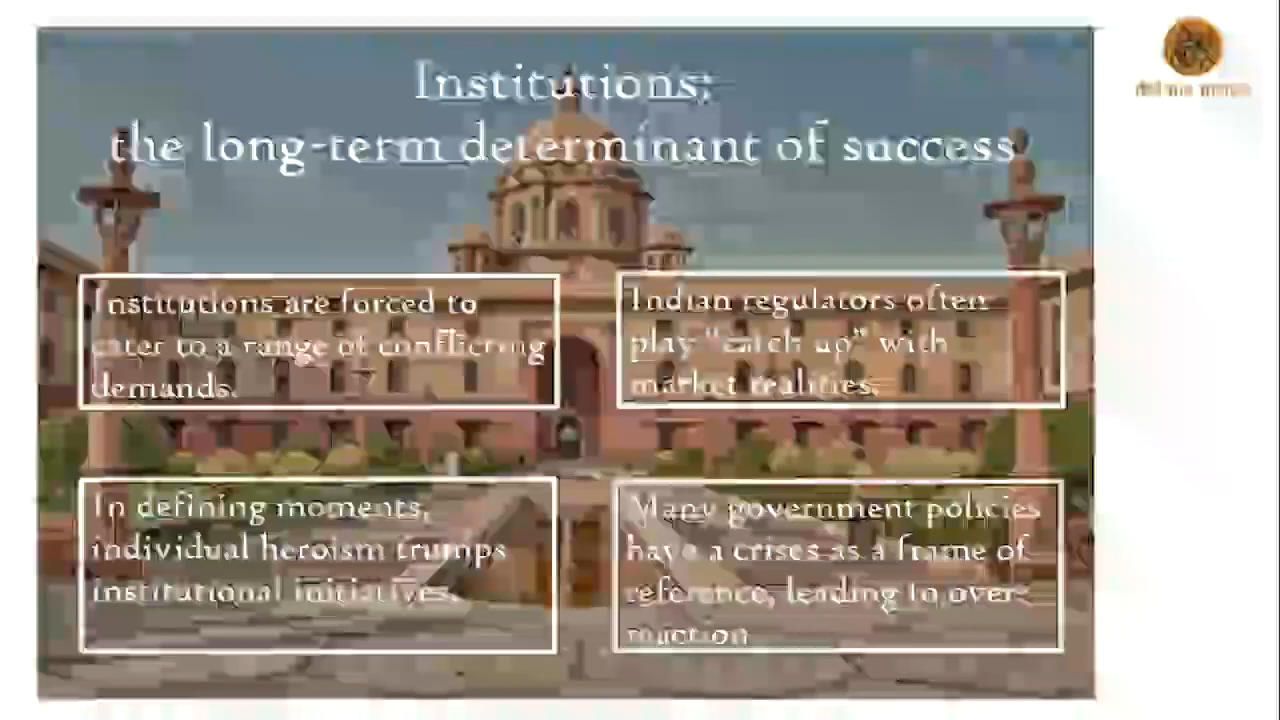 Institutions:
the long-term determinant of success
Institutions are forced to
cater to a range of conflicting
demands.
Indian regulators often
play "catch up" with
market realities.
In defining moments,
individual heroism trumps
institutional initiatives.
Many government policies
have a crises as a frame of
reference, leading to over-
reaction